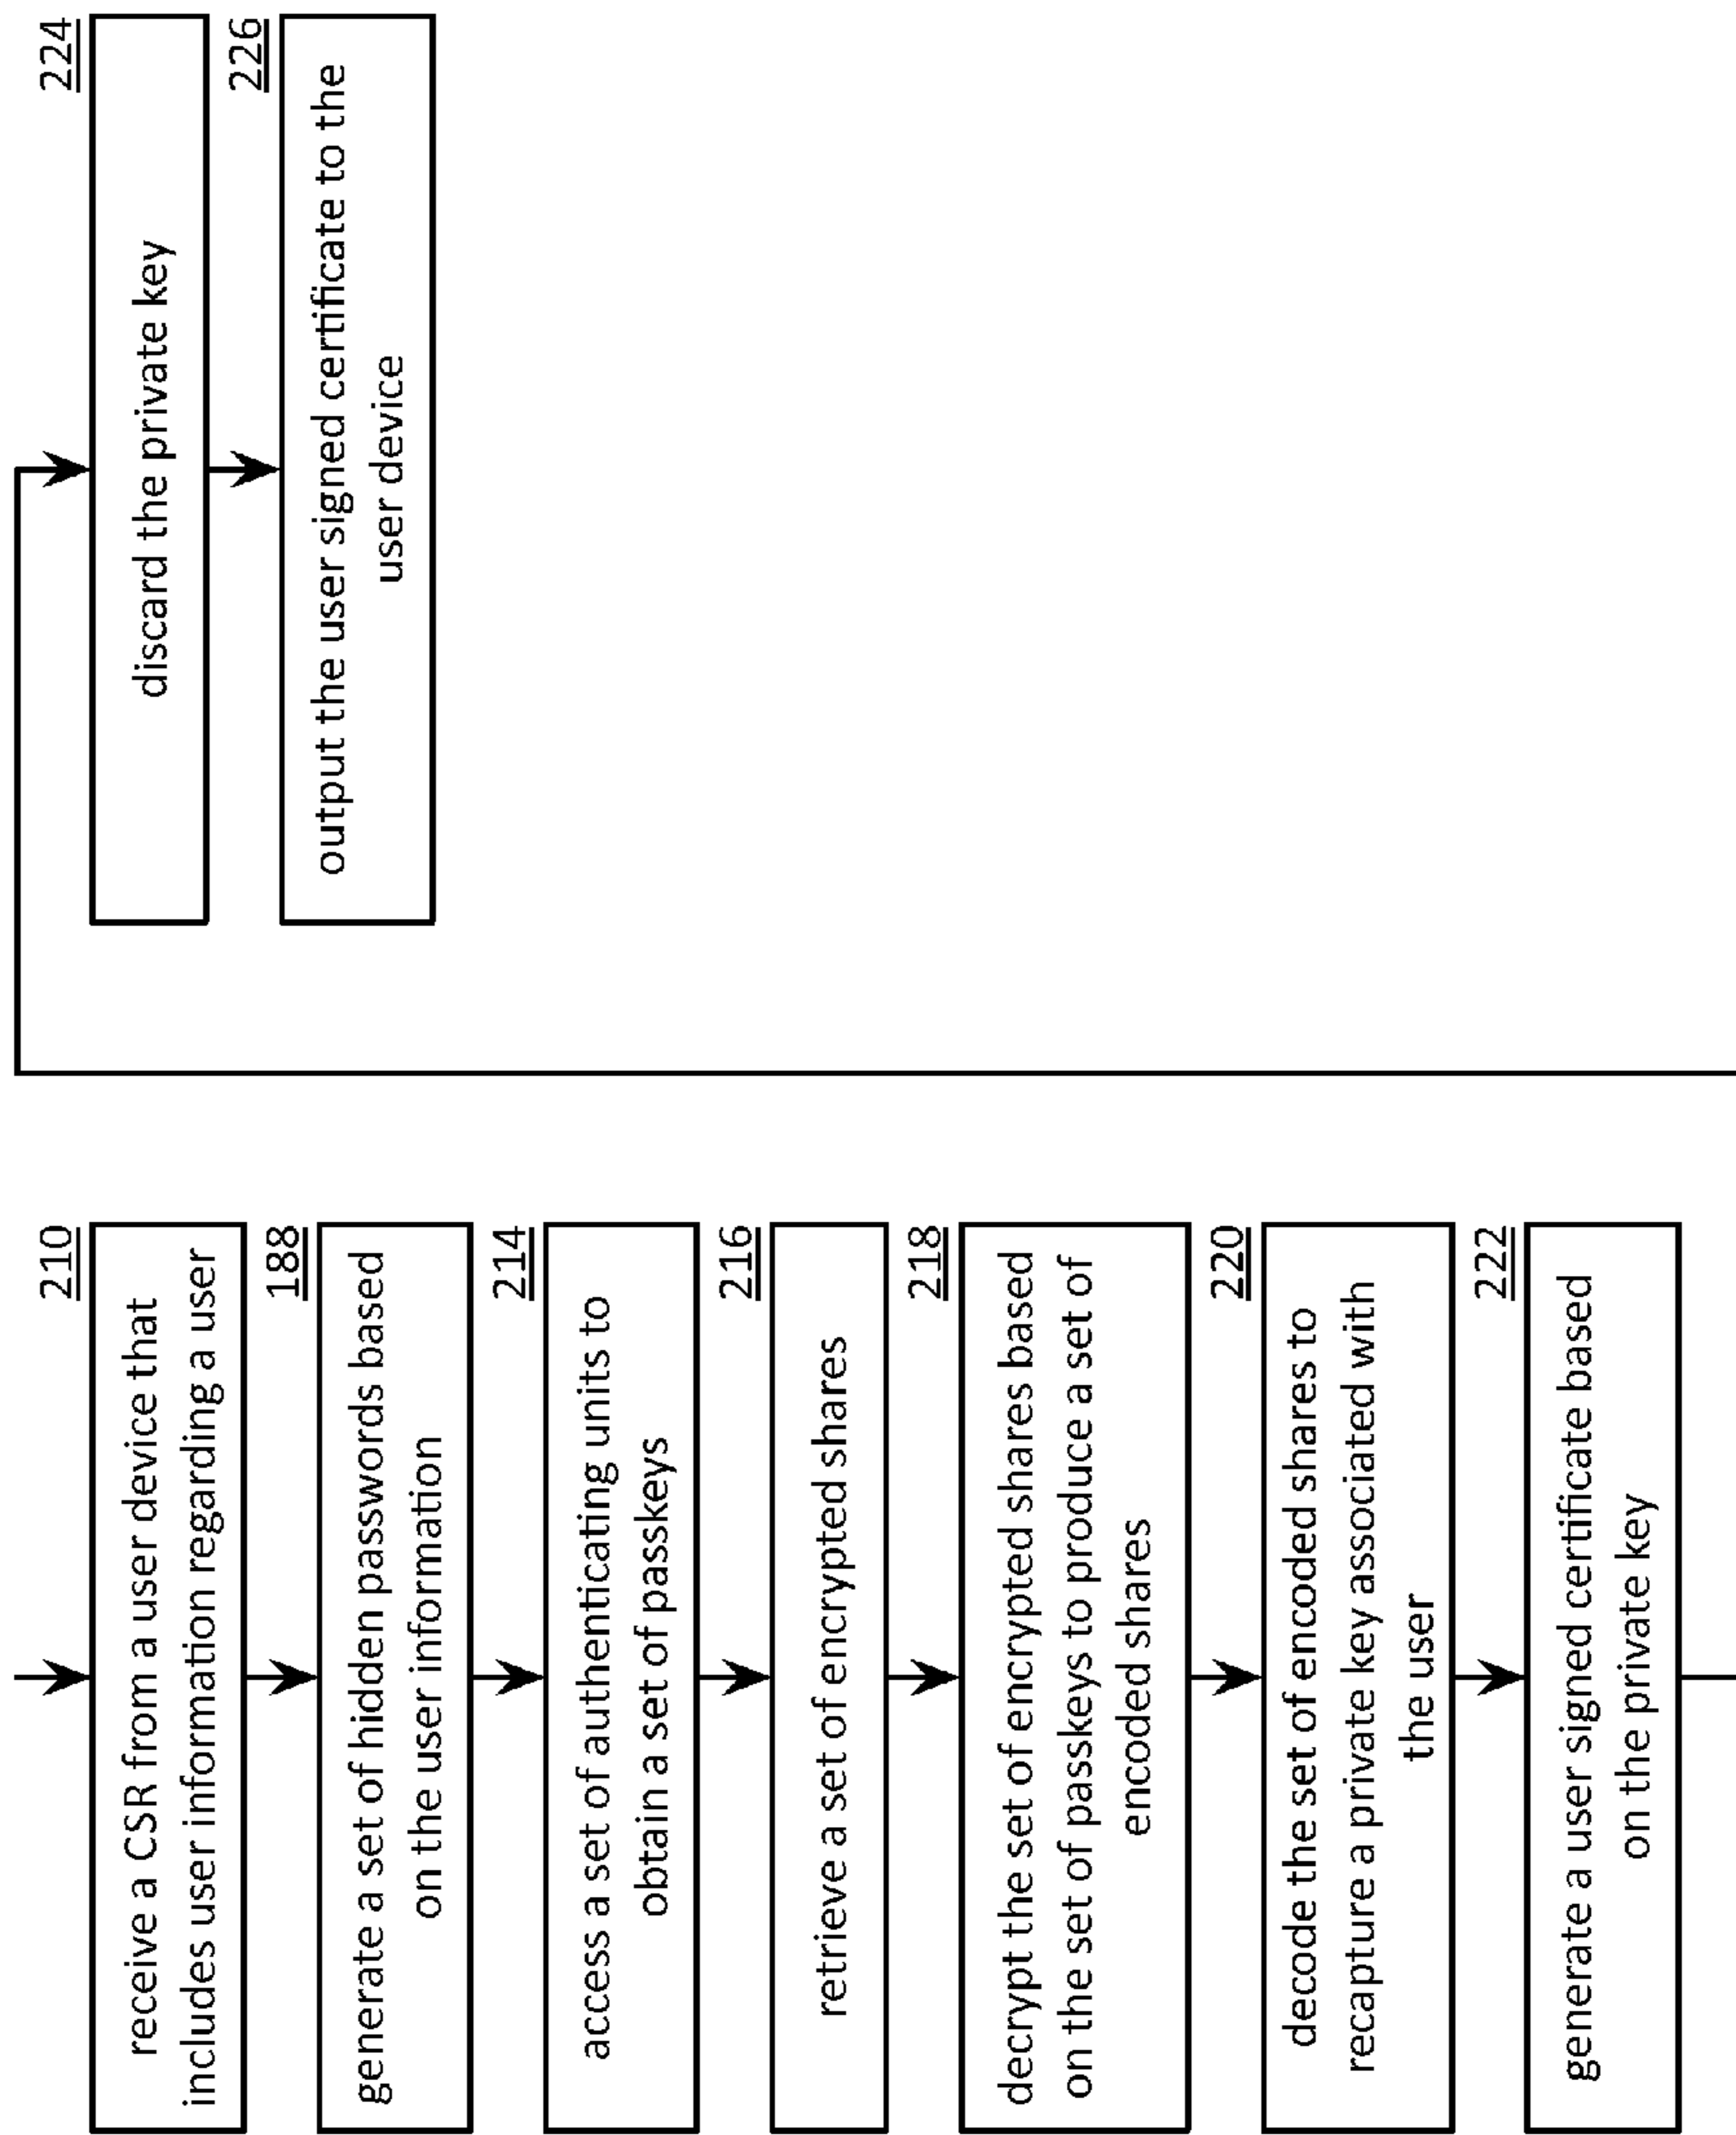 210
receive a CSR from a user device that
includes user information regarding a user
188
generate a set of hidden passwords based
on the user information
214
access a set of authenticating units to
obtain a set of passkeys
216
retrieve a set of encrypted shares
218
decrypt the set of encrypted shares based
on the set of passkeys to produce a set of
encoded shares
220
decode the set of encoded shares to
recapture a private key associated with
the user
222
generate a user signed certificate based
on the private key
224
discard the private key
226
output the user signed certificate to the
user device